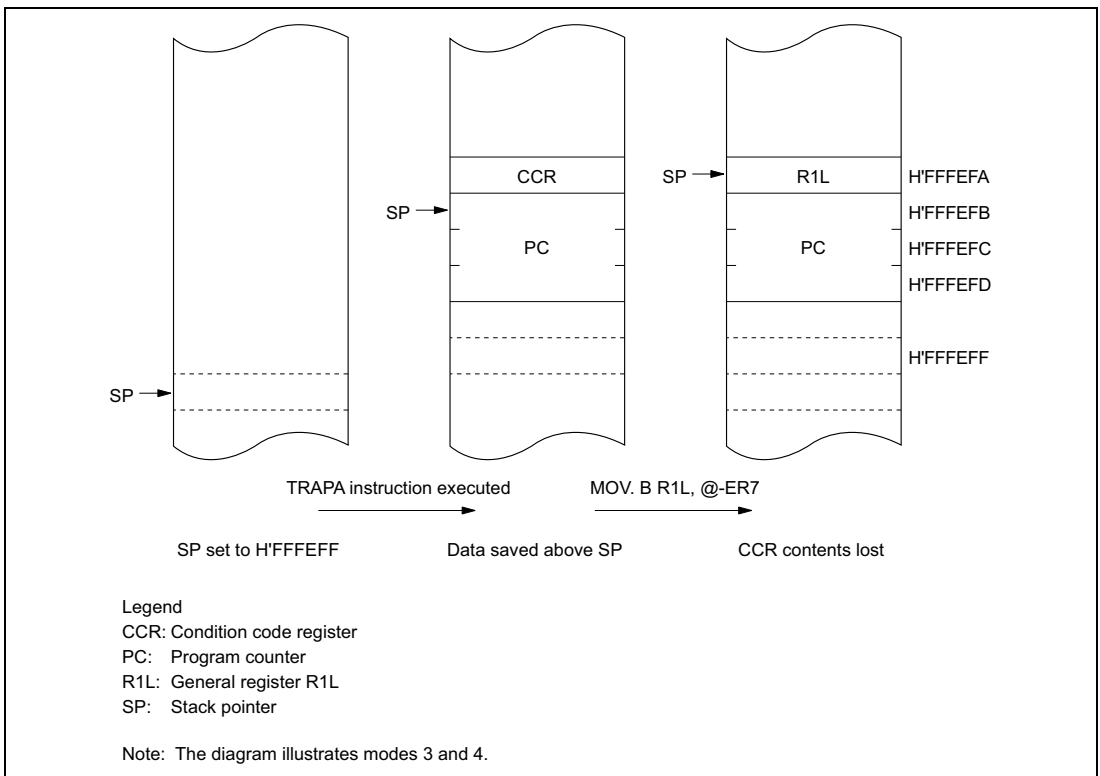 CCR
SP
R1L
H'FFFEFA
SP
H'FFFEFB
PC
PC
H'FFFEFC
H'FFFEFD
H'FFFEFF
SP
TRAPA instruction executed
MOV. B R1L, @-ER7
SP set to H'FFFEFF
Data saved above SP
CCR contents lost
Legend
CCR: Condition code register
PC: Program counter
R1L: General register R1L
SP: Stack pointer
Note: The diagram illustrates modes 3 and 4.